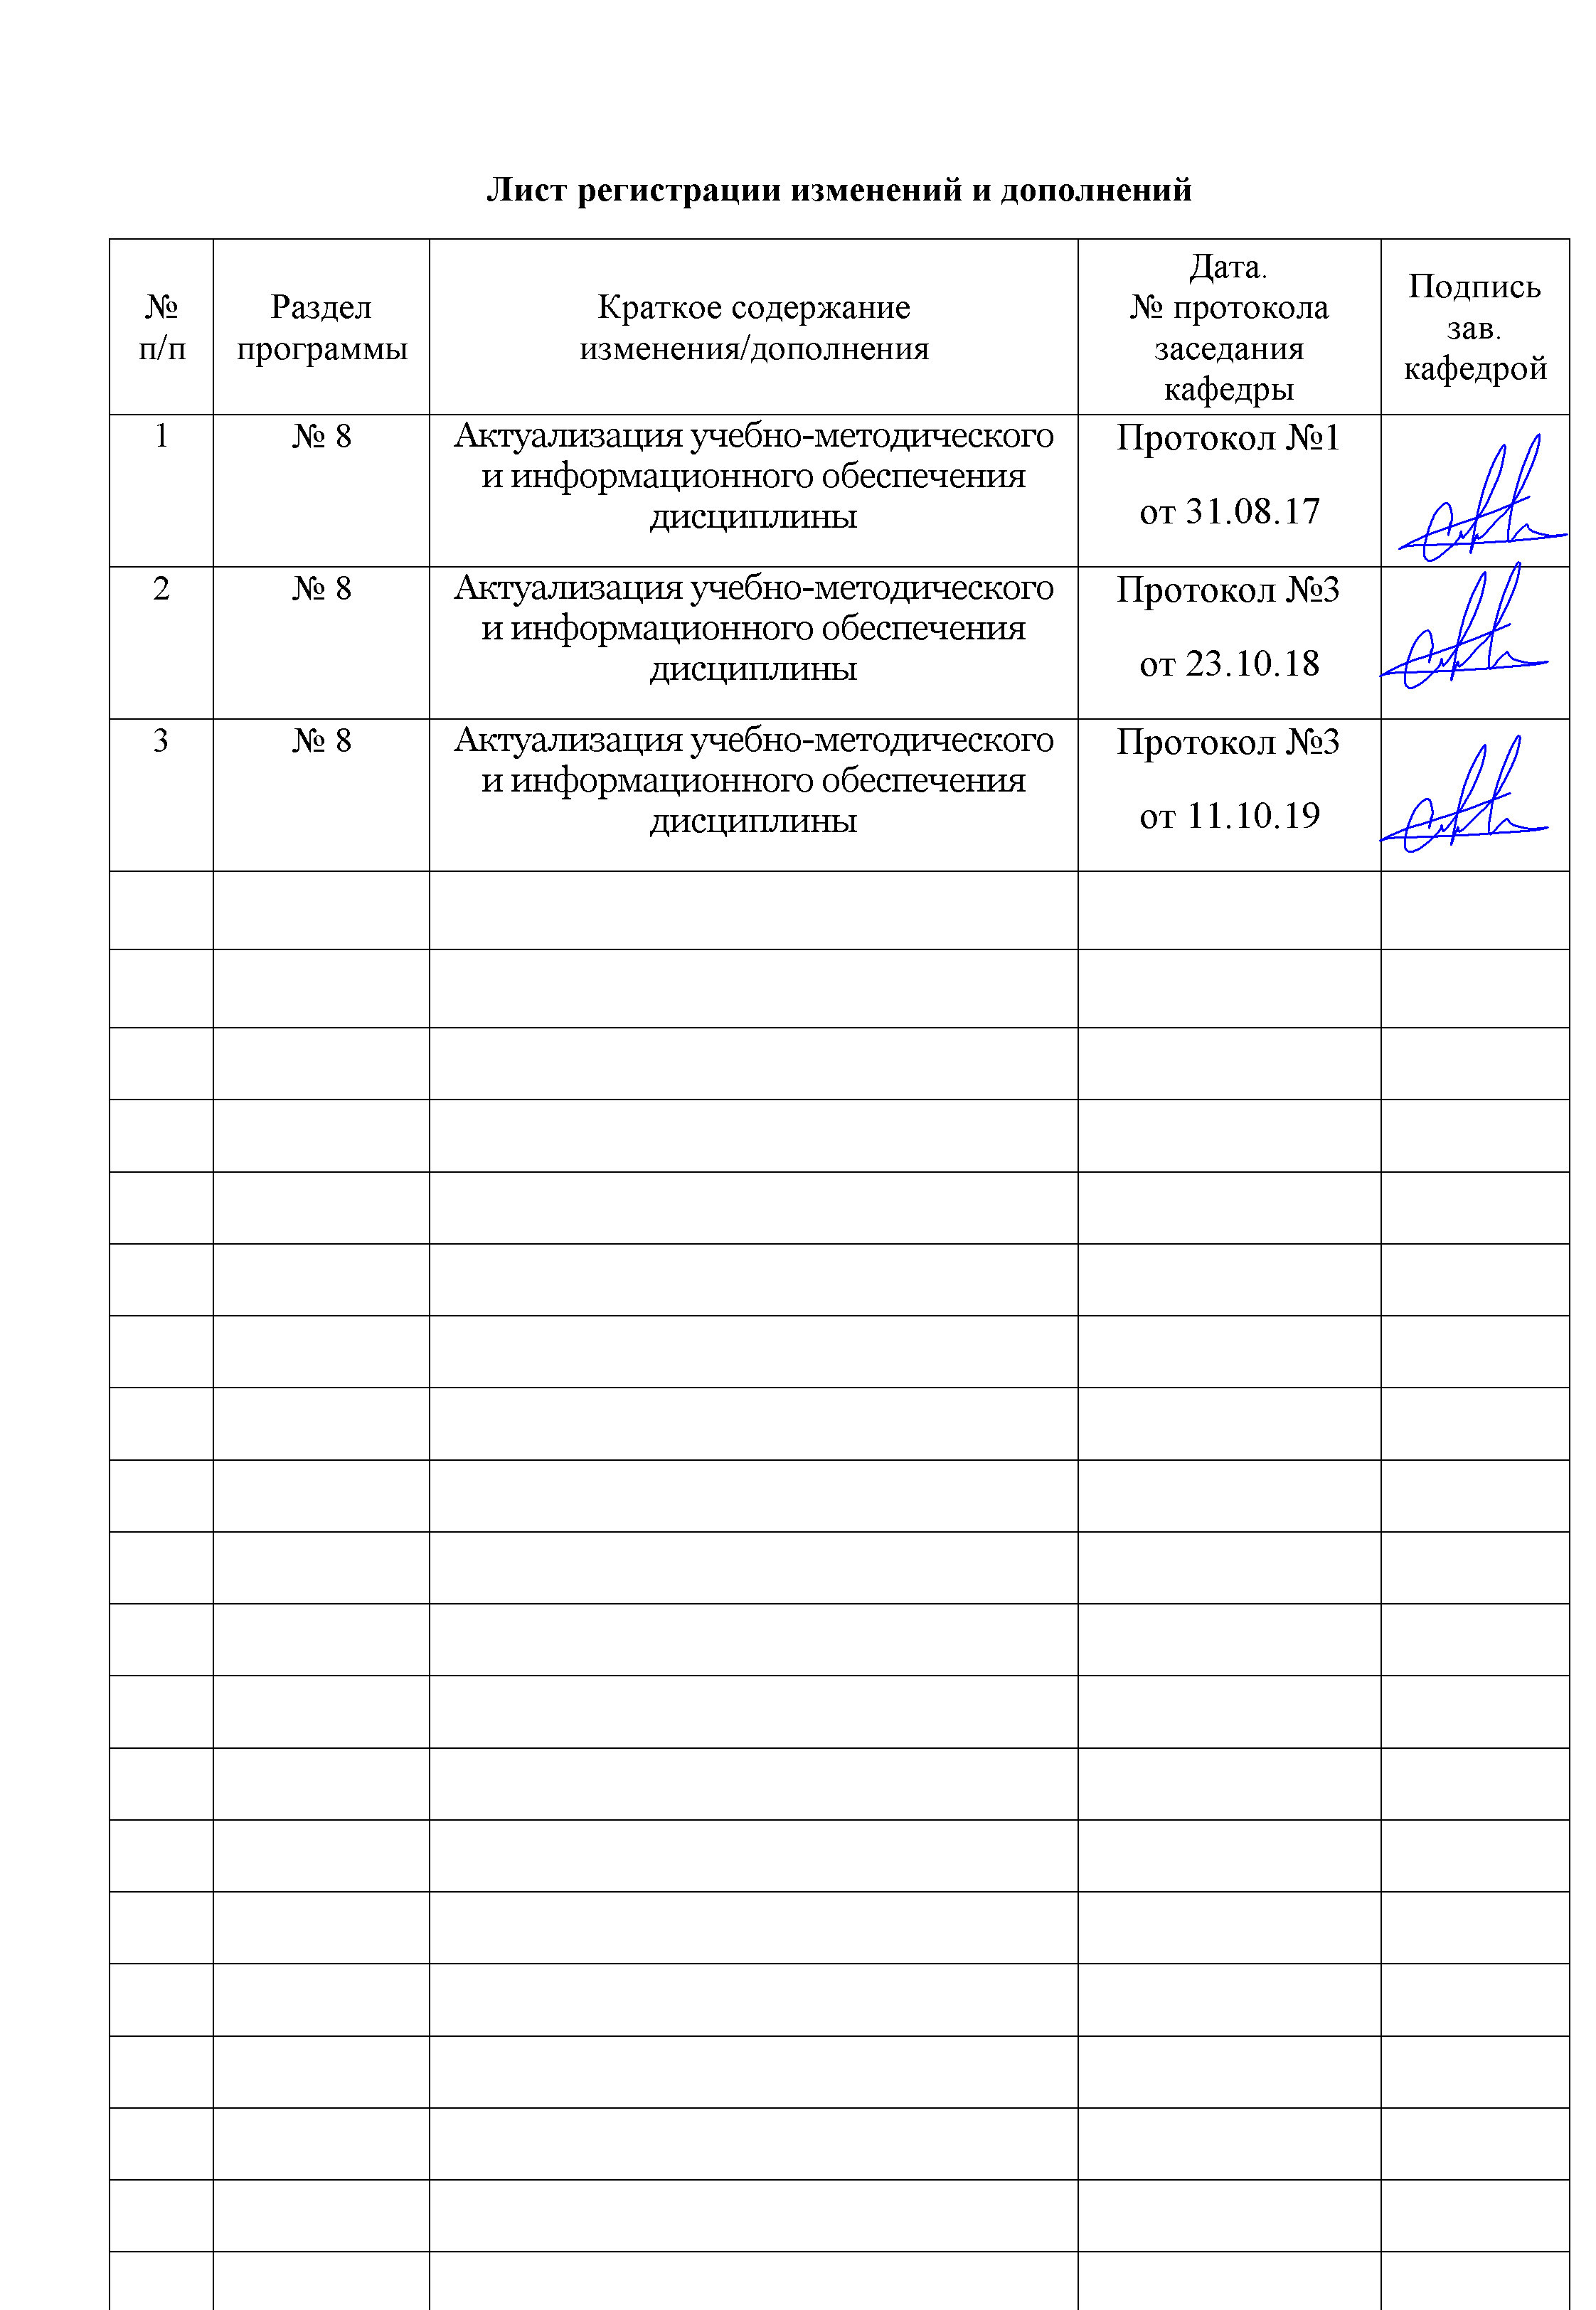 Лист регистрации изменений и дополнений
№
п/п
Раздел
программы
Краткое содержание
изменения/дополнения
Дата.
№ протокола
заседания
кафедры
Подпись
зав.
кафедрой
1
№ 8
Актуализация учебно-методического
и информационного обеспечения
дисциплины
Протокол №1
от 31.08.17
2
№ 8
Актуализация учебно-методического
и информационного обеспечения
дисциплины
Протокол №3
от 23.10.18
3
№ 8
Актуализация учебно-методического
и информационного обеспечения
дисциплины
Протокол №3
от 11.10.19